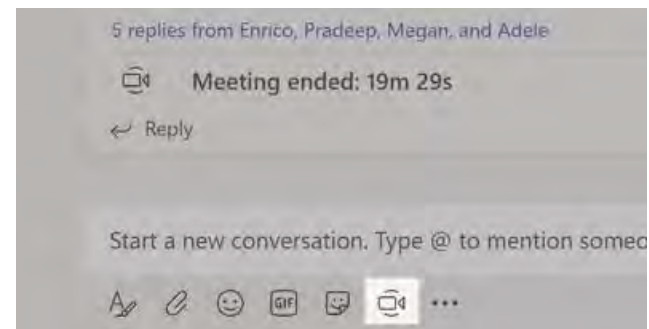 5 replies from Enrico, Pradeep, Megan, and Adele
Meeting ended: 19m 29s
Reply
Start a new conversation. Type @ to mention someo
GIF